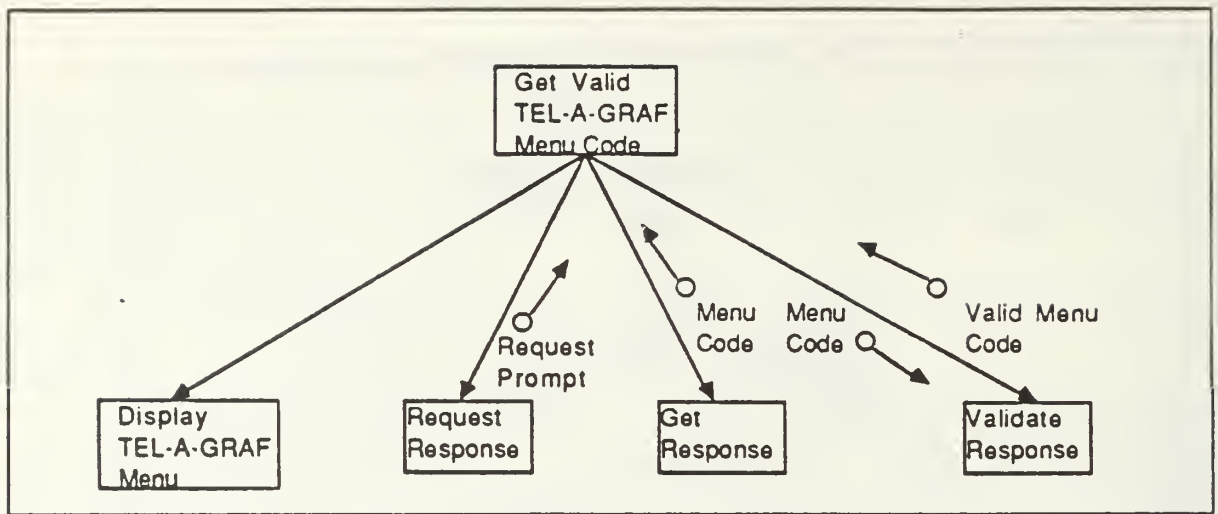 Get Valid
TEL-A-GRAF
Menu Code
Request
Prompt
Menu
Code
Menu
Code
Valid Menu
Code
Display
TEL-A-GRAF
Menu
Request
Response
Get
Response
Validate
Response